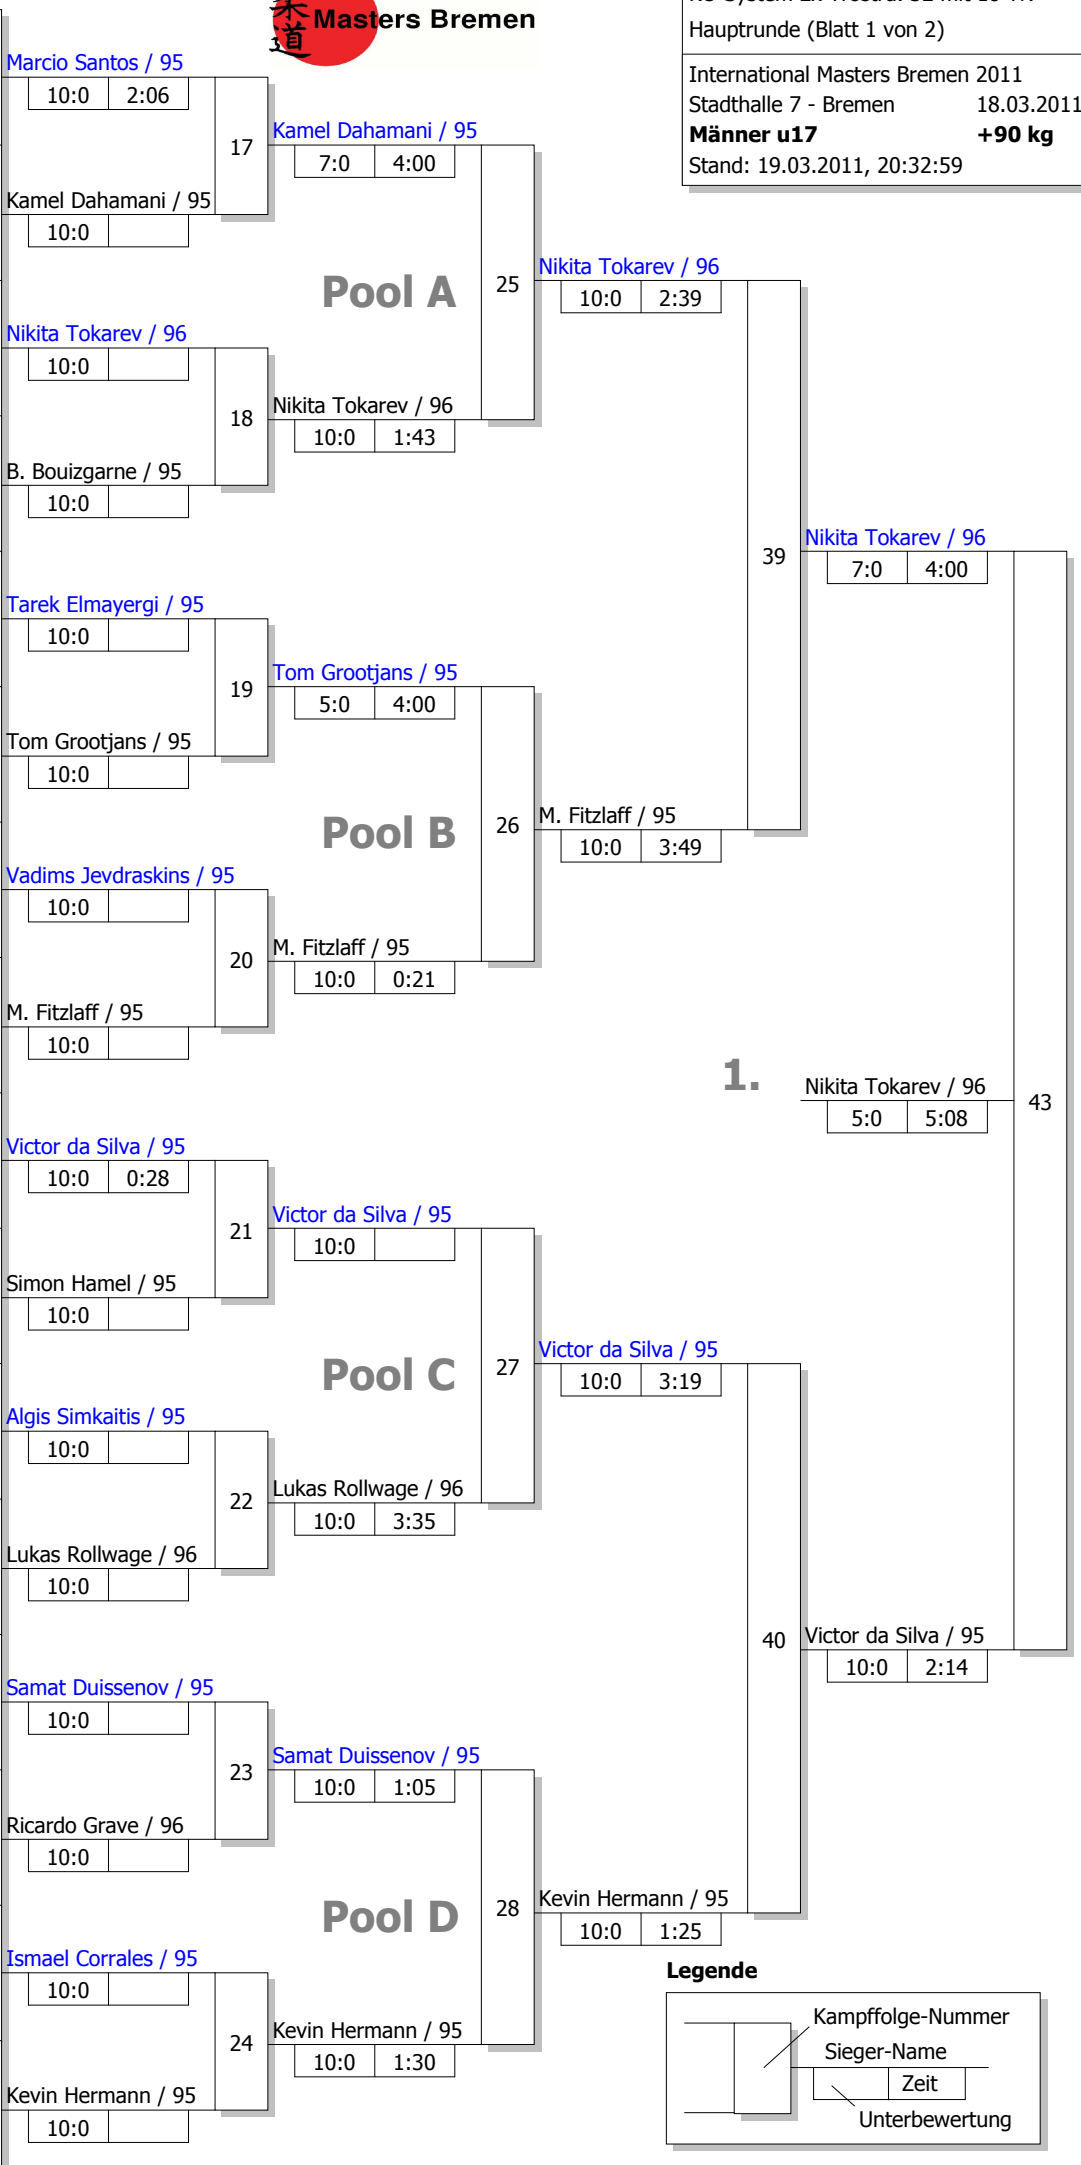 柔道
Masters Bremen
Hauptrunde (Blatt 1 von 2)
International Masters Bremen 2011
Stadthalle 7 - Bremen 18.03.2011
Männer u17 +90 kg
Stand: 19.03.2011, 20:32:59
Marcio Santos / 95
10:0 2:06
17
Kamel Dahamani / 95
7:0 4:00
Kamel Dahamani / 95
10:0
Pool A
25
Nikita Tokarev / 96
10:0 2:39
Nikita Tokarev / 96
10:0
18
Nikita Tokarev / 96
10:0 1:43
B. Bouizgarne / 95
10:0
39
Nikita Tokarev / 96
7:0 4:00
Tarek Elmayergi / 95
10:0
19
Tom Grootjans / 95
5:0 4:00
Tom Grootjans / 95
10:0
Pool B
26
M. Fitzlaff / 95
10:0 3:49
Vadims Jevdraskins / 95
10:0
20
M. Fitzlaff / 95
10:0 0:21
M. Fitzlaff / 95
10:0
1.
Nikita Tokarev / 96
5:0 5:08
43
Victor da Silva / 95
10:0 0:28
21
Victor da Silva / 95
10:0
Simon Hamel / 95
10:0
Pool C
27
Victor da Silva / 95
10:0 3:19
Algis Simkaitis / 95
10:0
22
Lukas Rollwage / 96
10:0 3:35
Lukas Rollwage / 96
10:0
40
Victor da Silva / 95
10:0 2:14
Samat Duissenov / 95
10:0
23
Samat Duissenov / 95
10:0 1:05
Ricardo Grave / 96
10:0
Pool D
28
Kevin Hermann / 95
10:0 1:25
Ismael Corrales / 95
10:0
24
Kevin Hermann / 95
10:0 1:30
Kevin Hermann / 95
10:0
Legende
Kampffolge-Nummer
Sieger-Name
Zeit
Unterbewertung